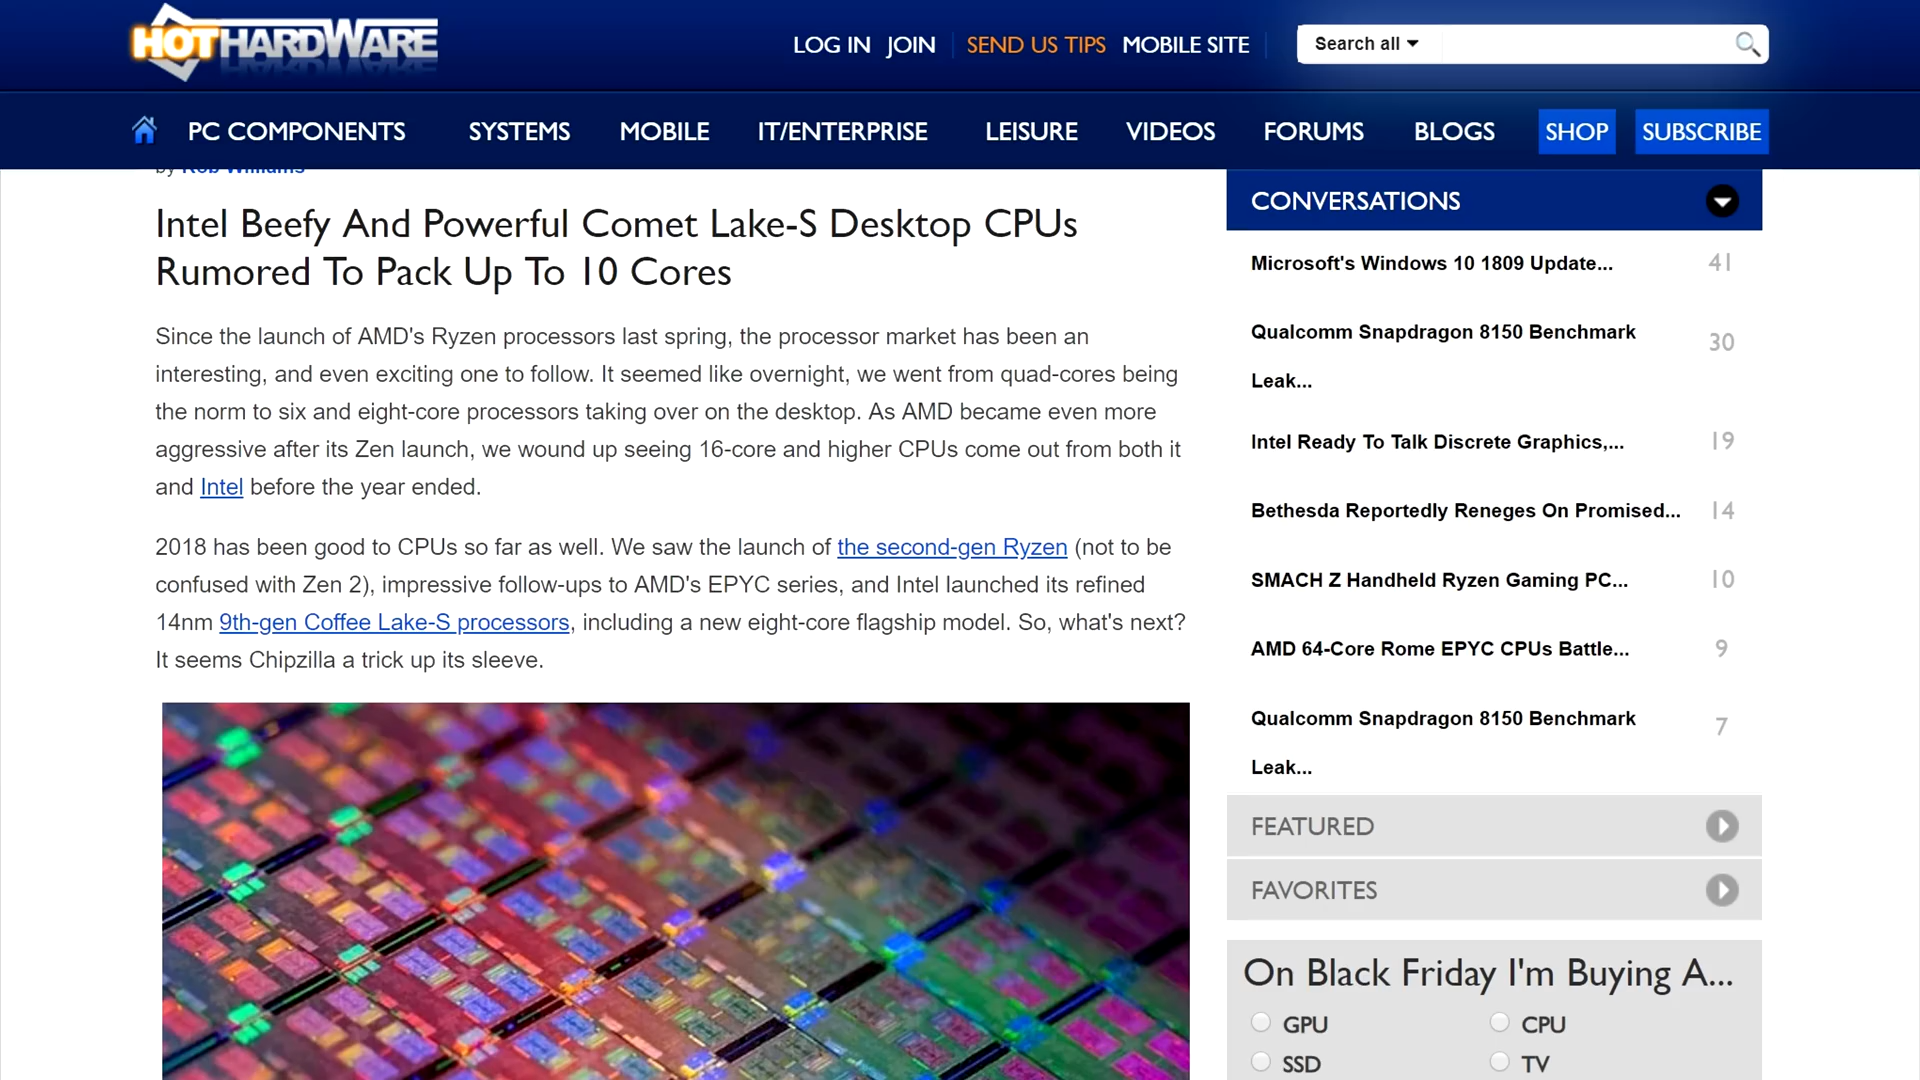 HOTHARDWARE
LOG IN JOIN SEND US TIPS MOBILE SITE
Search all
PC COMPONENTS SYSTEMS MOBILE IT/ENTERPRISE LEISURE VIDEOS FORUMS BLOGS SHOP SUBSCRIBE
by Rob Williams
Intel Beefy And Powerful Comet Lake-S Desktop CPUs
Rumored To Pack Up To 10 Cores
Since the launch of AMD's Ryzen processors last spring, the processor market has been an
interesting, and even exciting one to follow. It seemed like overnight, we went from quad-cores being
the norm to six and eight-core processors taking over on the desktop. As AMD became even more
aggressive after its Zen launch, we wound up seeing 16-core and higher CPUs come out from both it
and Intel before the year ended.
2018 has been good to CPUs so far as well. We saw the launch of the second-gen Ryzen (not to be
confused with Zen 2), impressive follow-ups to AMD's EPYC series, and Intel launched its refined
14nm 9th-gen Coffee Lake-S processors, including a new eight-core flagship model. So, what's next?
It seems Chipzilla a trick up its sleeve.
CONVERSATIONS
Microsoft's Windows 10 1809 Update... 41
Qualcomm Snapdragon 8150 Benchmark
Leak... 30
Intel Ready To Talk Discrete Graphics,... 19
Bethesda Reportedly Reneges On Promised... 14
SMACH Z Handheld Ryzen Gaming PC... 10
AMD 64-Core Rome EPYC CPUs Battle... 9
Qualcomm Snapdragon 8150 Benchmark
Leak... 7
FEATURED
FAVORITES
On Black Friday I'm Buying A...
GPU CPU
SSD TV